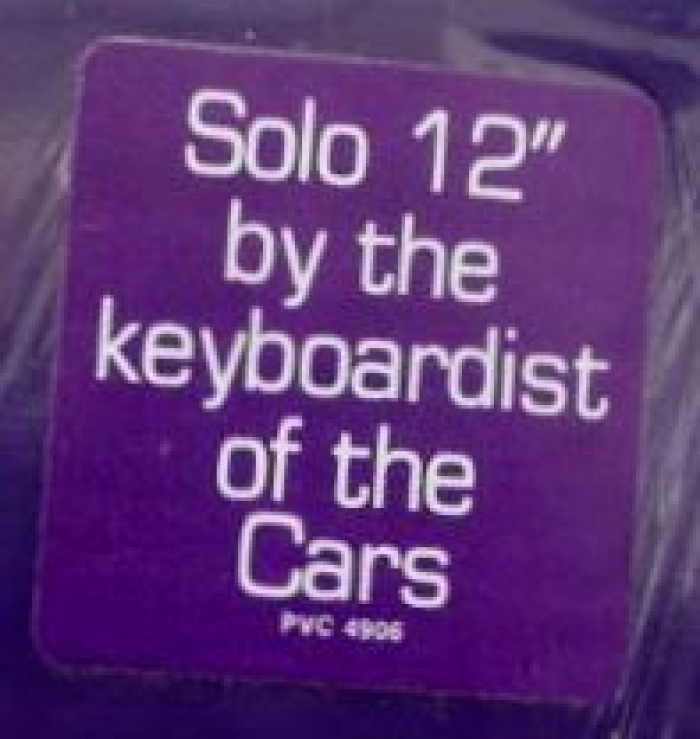 Solo 12"
by the
keyboardist
of the
Cars
PVC 4906